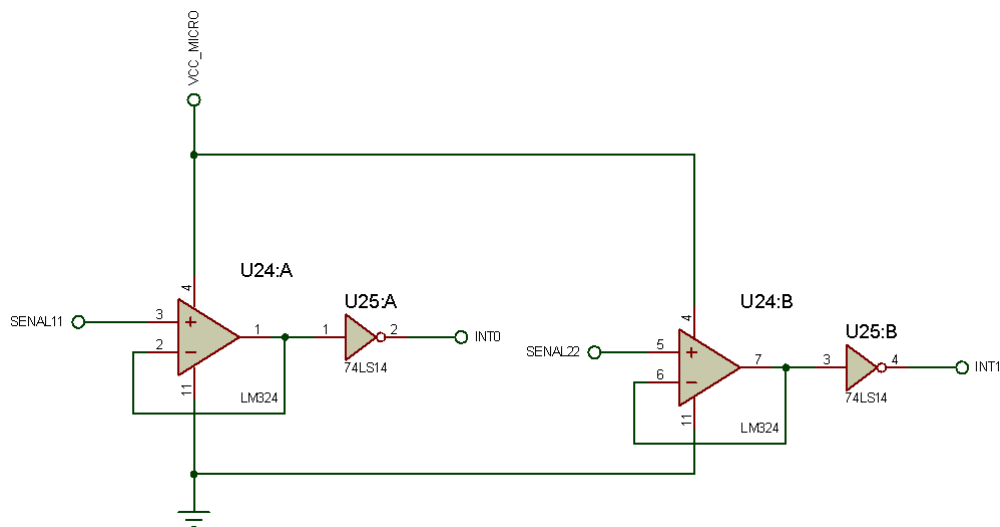 VCC_MICRO
U24:A
4
SENAL11
3
2
1
11
LM324
U25:A
1
2
74LS14
INT0
U24:B
4
SENAL22
5
6
7
11
LM324
U25:B
3
4
74LS14
INT1